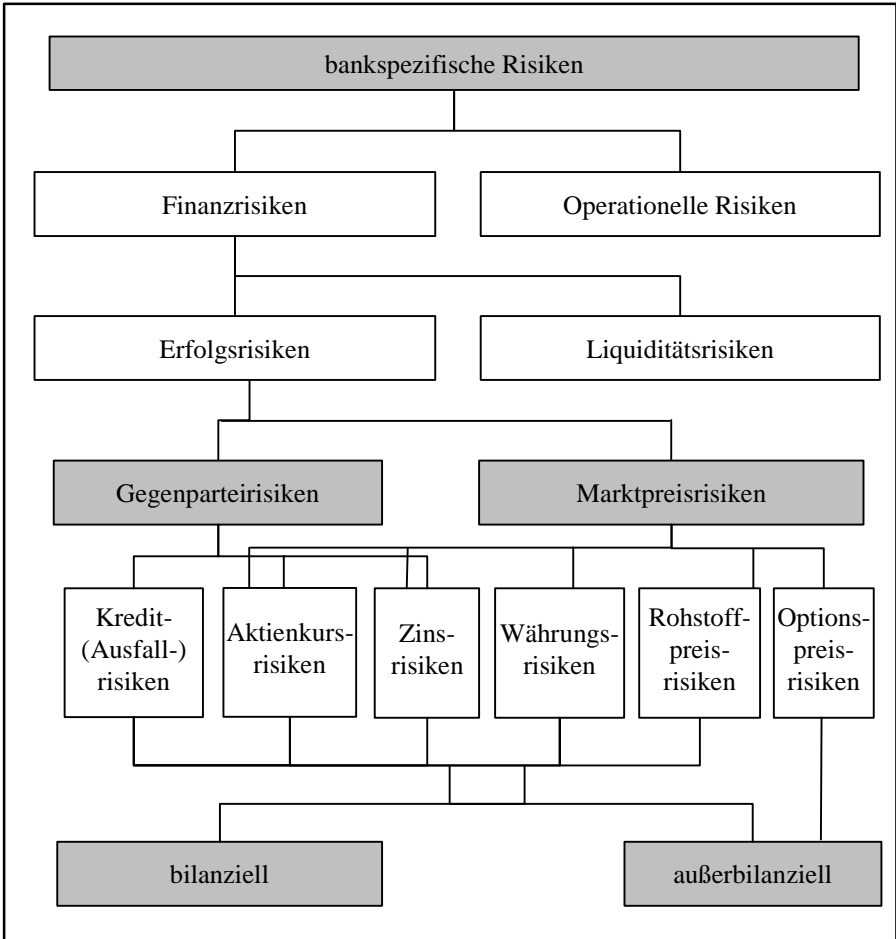 bankspezifische Risiken
Finanzrisiken
Operationelle Risiken
Erfolgsrisiken
Liquiditätsrisiken
Gegenparteirisiken
Marktpreisrisiken
Kredit-
(Ausfall-)
risiken
Aktienkurs-
risiken
Zins-
risiken
Währungs-
risiken
Rohstoff-
preis-
risiken
Options-
preis-
risiken
bilanziell
außerbilanziell